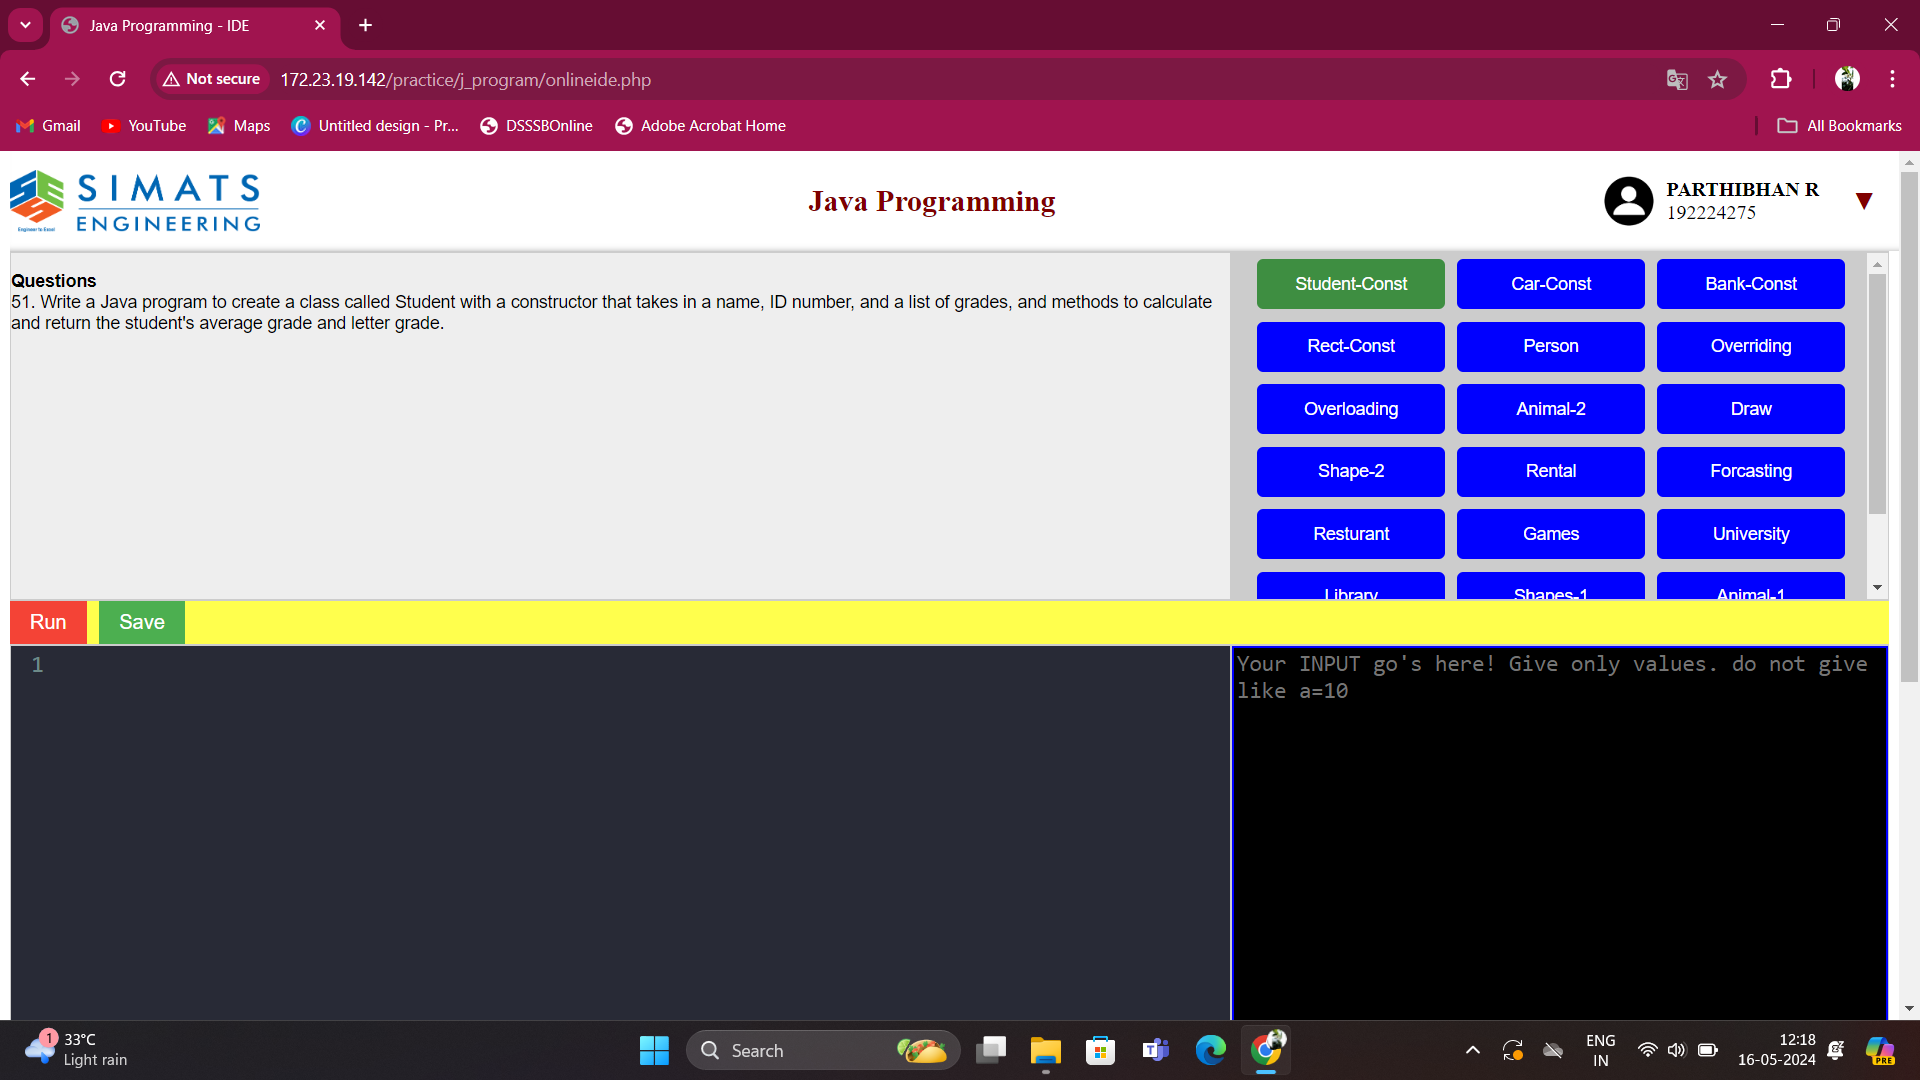 Java Programming - IDE
Not secure
172.23.19.142/practice/j_program/onlineide.php
Gmail
YouTube
Maps
Untitled design - Pr...
DSSSBOnline
Adobe Acrobat Home
All Bookmarks
SIMATS
ENGINEERING
Engineer to Excel
Java Programming
PARTHIBHAN R
192224275
Questions
51. Write a Java program to create a class called Student with a constructor that takes in a name, ID number, and a list of grades, and methods to calculate
and return the student's average grade and letter grade.
Student-Const
Car-Const
Bank-Const
Rect-Const
Person
Overriding
Overloading
Animal-2
Draw
Shape-2
Rental
Forcasting
Resturant
Games
University
Library
Shapes-1
Animal-1
Run
Save
1
Your INPUT go's here! Give only values. do not give
like a=10
1
33°C
Light rain
Search
ENG
IN
12:18
16-05-2024
PRE